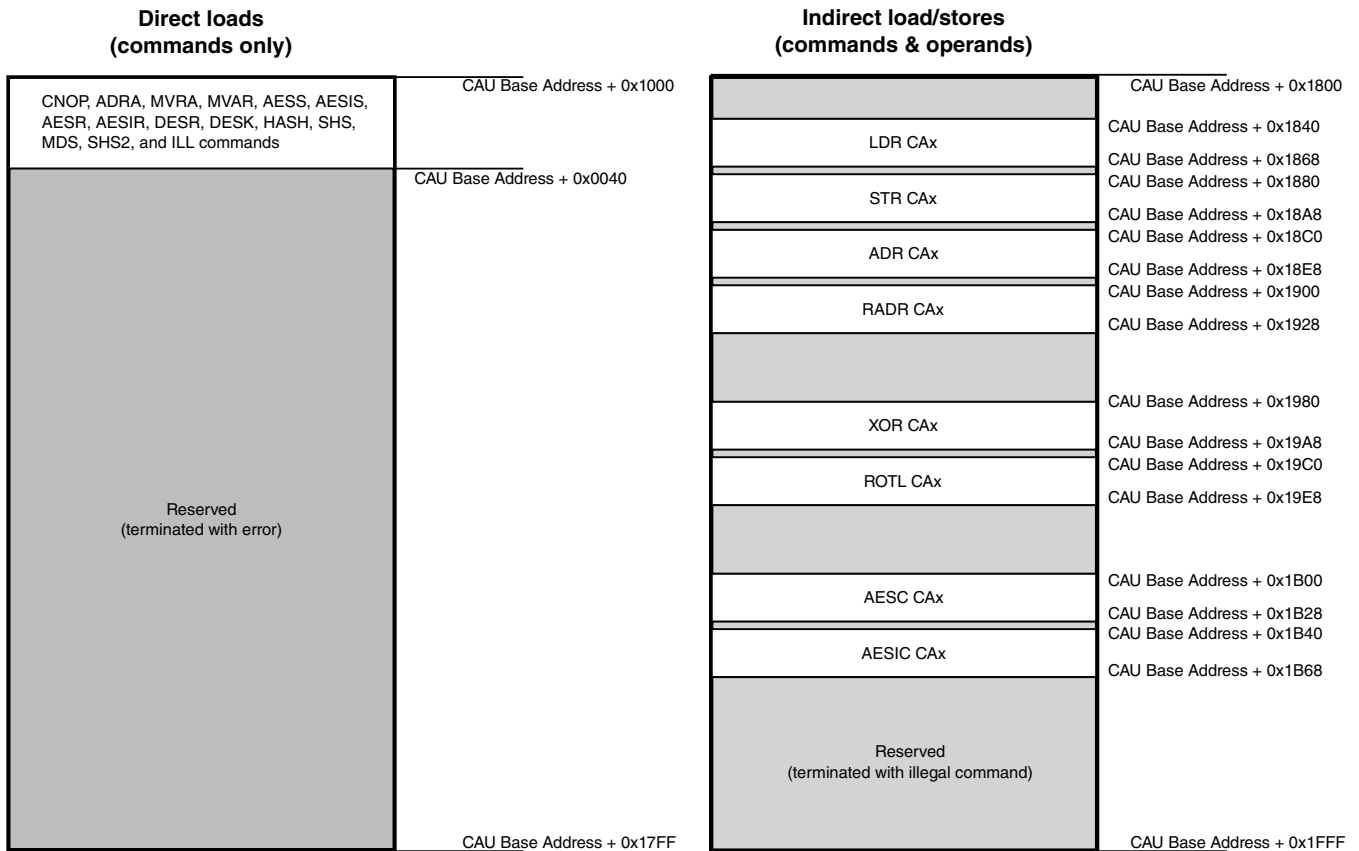 Direct loads
(commands only)
CAU Base Address + 0x1000
CNOP, ADRA, MVRA, MVAR, AESS, AESIS,
AESR, AESIR, DESR, DESK, HASH, SHS,
MDS, SHS2, and ILL commands
CAU Base Address + 0x0040
Reserved
(terminated with error)
CAU Base Address + 0x17FF
Indirect load/stores
(commands & operands)
CAU Base Address + 0x1800
CAU Base Address + 0x1840
LDR CAx
CAU Base Address + 0x1868
CAU Base Address + 0x1880
STR CAx
CAU Base Address + 0x18A8
CAU Base Address + 0x18C0
ADR CAx
CAU Base Address + 0x18E8
CAU Base Address + 0x1900
RADR CAx
CAU Base Address + 0x1928
CAU Base Address + 0x1980
XOR CAx
CAU Base Address + 0x19A8
CAU Base Address + 0x19C0
ROTL CAx
CAU Base Address + 0x19E8
CAU Base Address + 0x1B00
AESC CAx
CAU Base Address + 0x1B28
CAU Base Address + 0x1B40
AESIC CAx
CAU Base Address + 0x1B68
Reserved
(terminated with illegal command)
CAU Base Address + 0x1FFF